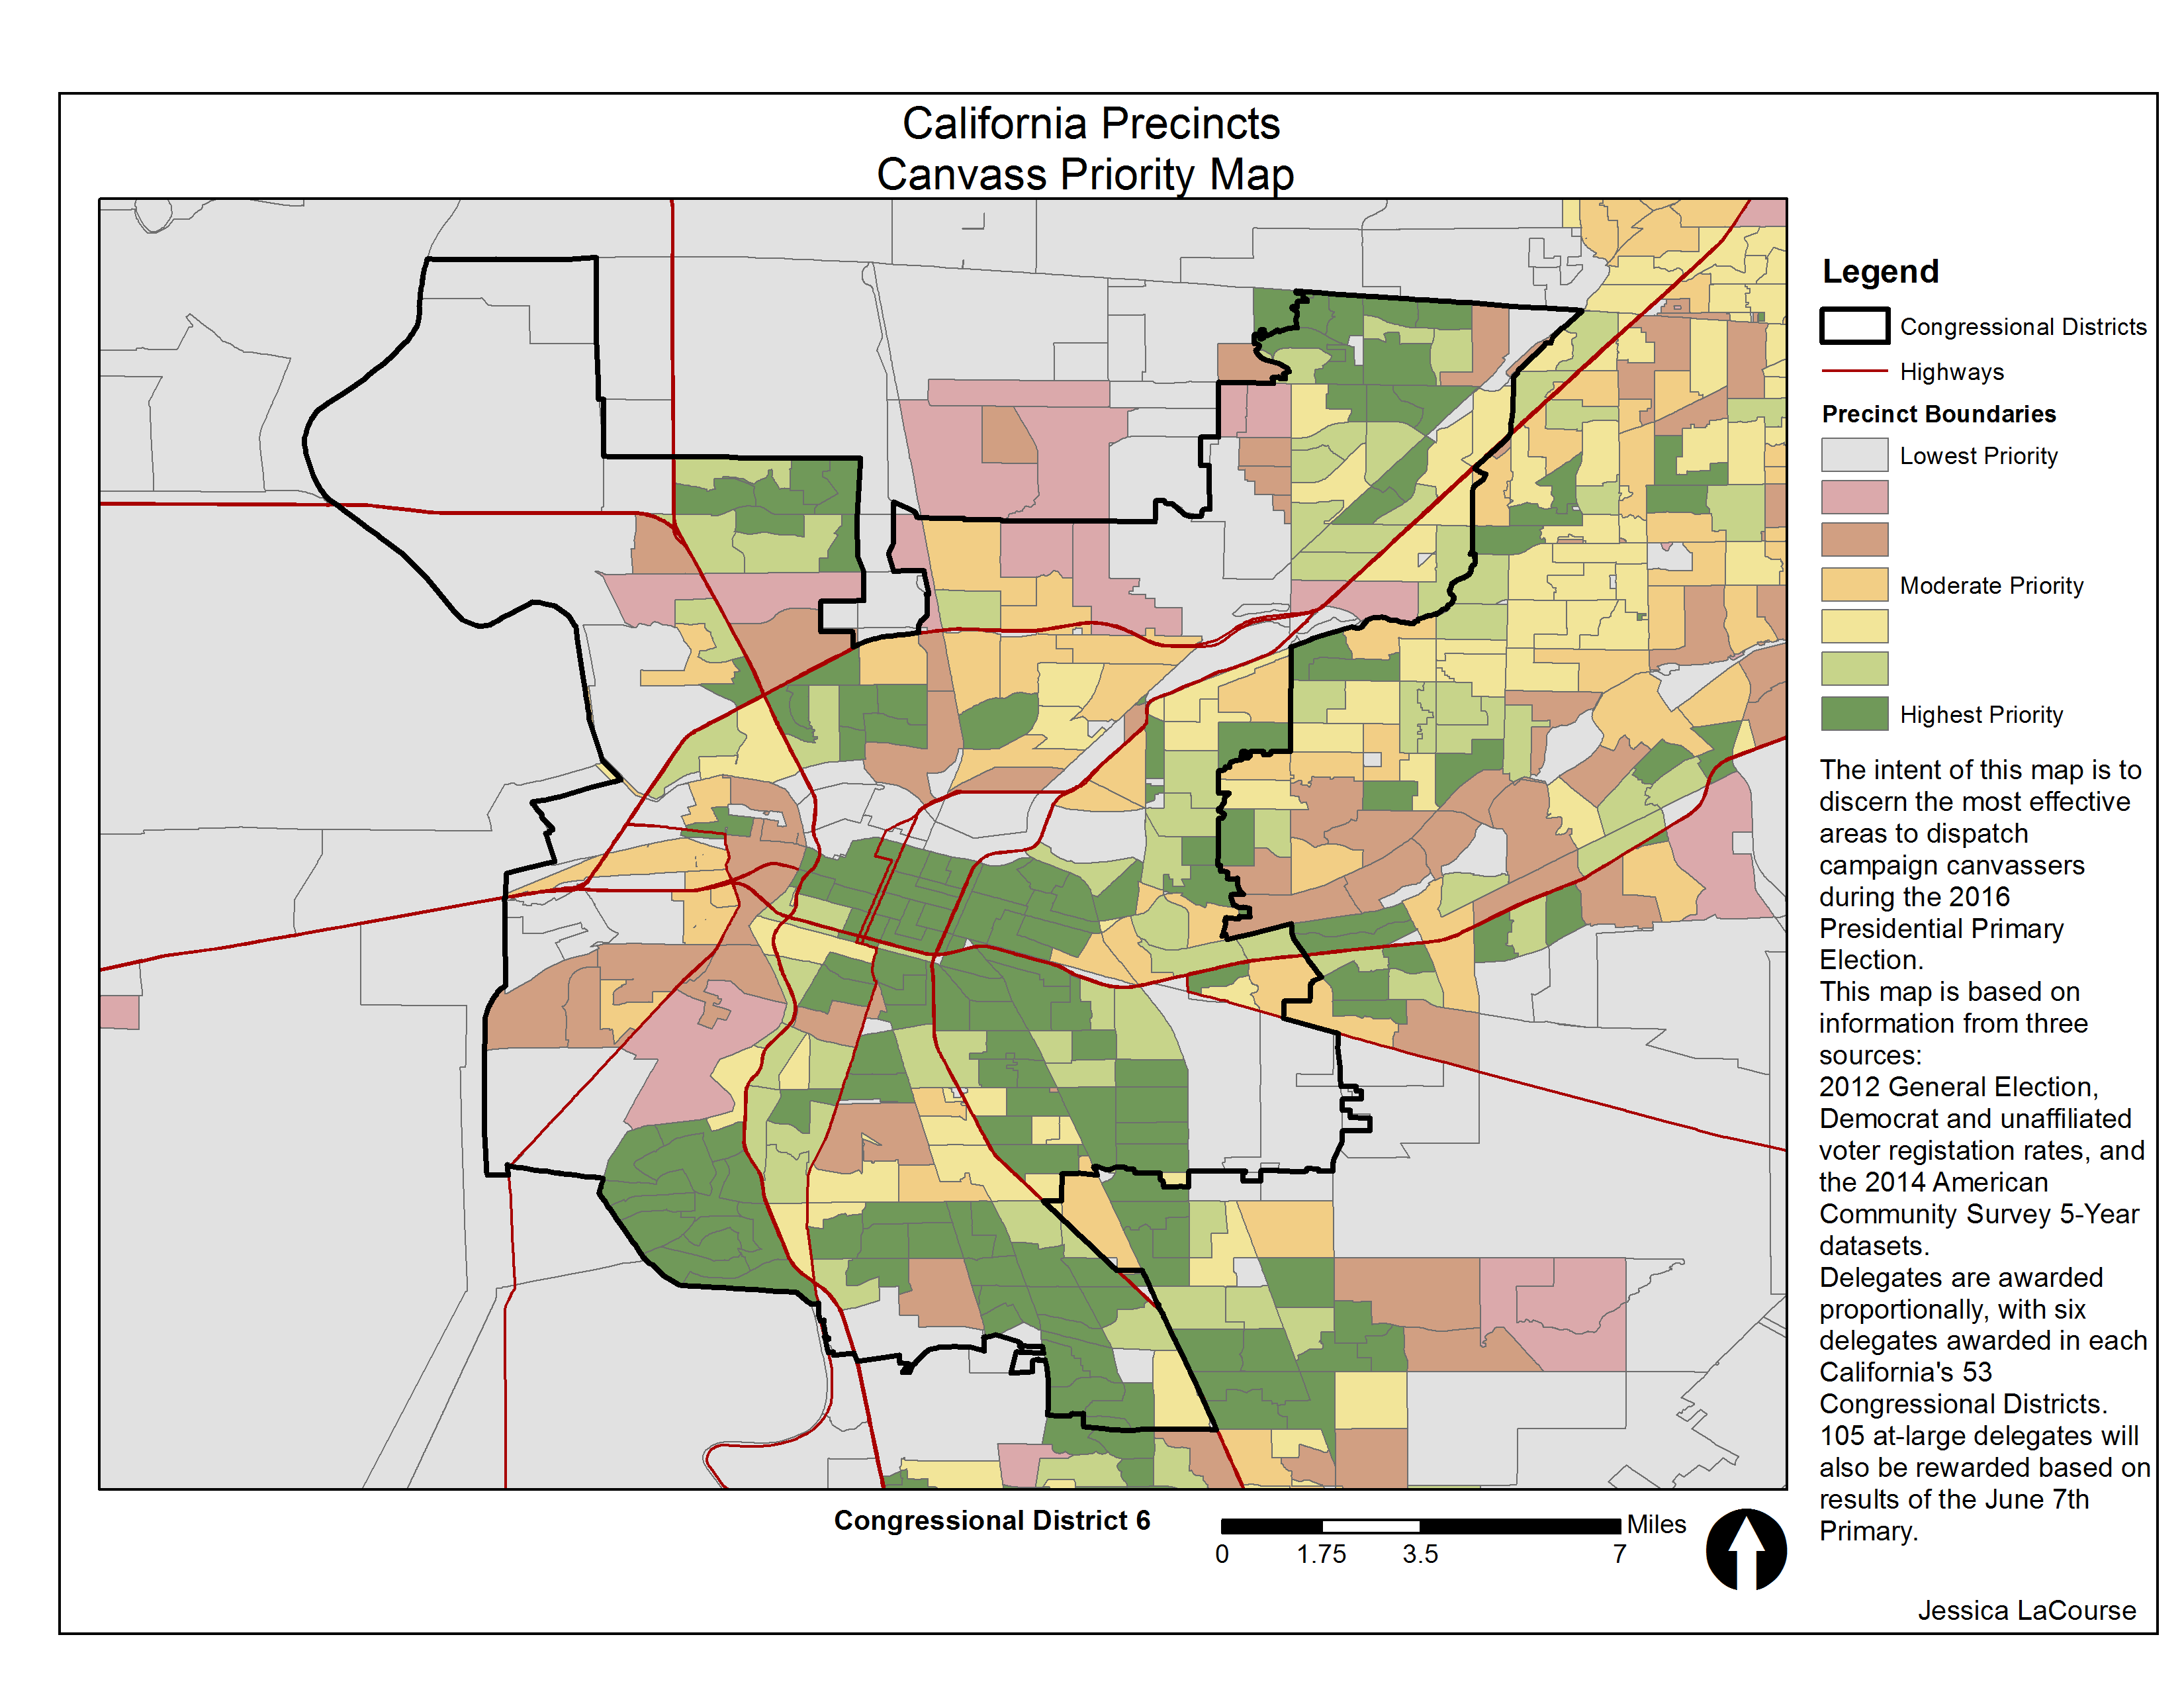 California Precincts
Canvass Priority Map
Legend
Congressional Districts
Highways
Precinct Boundaries
Lowest Priority
Moderate Priority
Highest Priority
The intent of this map is to
discern the most effective
areas to dispatch
campaign canvassers
during the 2016
Presidential Primary
Election.
This map is based on
information from three
sources:
2012 General Election,
Democrat and unaffiliated
voter registation rates, and
the 2014 American
Community Survey 5-Year
datasets.
Delegates are awarded
proportionally, with six
delegates awarded in each
California's 53
Congressional Districts.
105 at-large delegates will
also be rewarded based on
results of the June 7th
Primary.
Congressional District 6
Miles
0 1.75 3.5 7
Jessica LaCourse